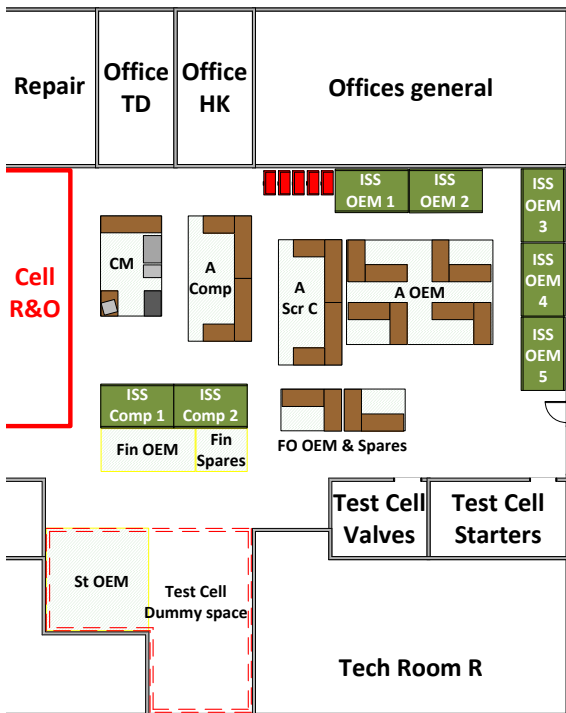 Repair
Office
TD
Office
HK
Offices general
ISS
OEM 1
ISS
OEM 2
ISS
OEM
3
Cell
R&O
CM
A
Comp
A
Scr C
A OEM
ISS
OEM
4
ISS
OEM
5
ISS
Comp 1
ISS
Comp 2
Fin OEM
Fin
Spares
FO OEM & Spares
Test Cell
Valves
Test Cell
Starters
St OEM
Test Cell
Dummy space
Tech Room R